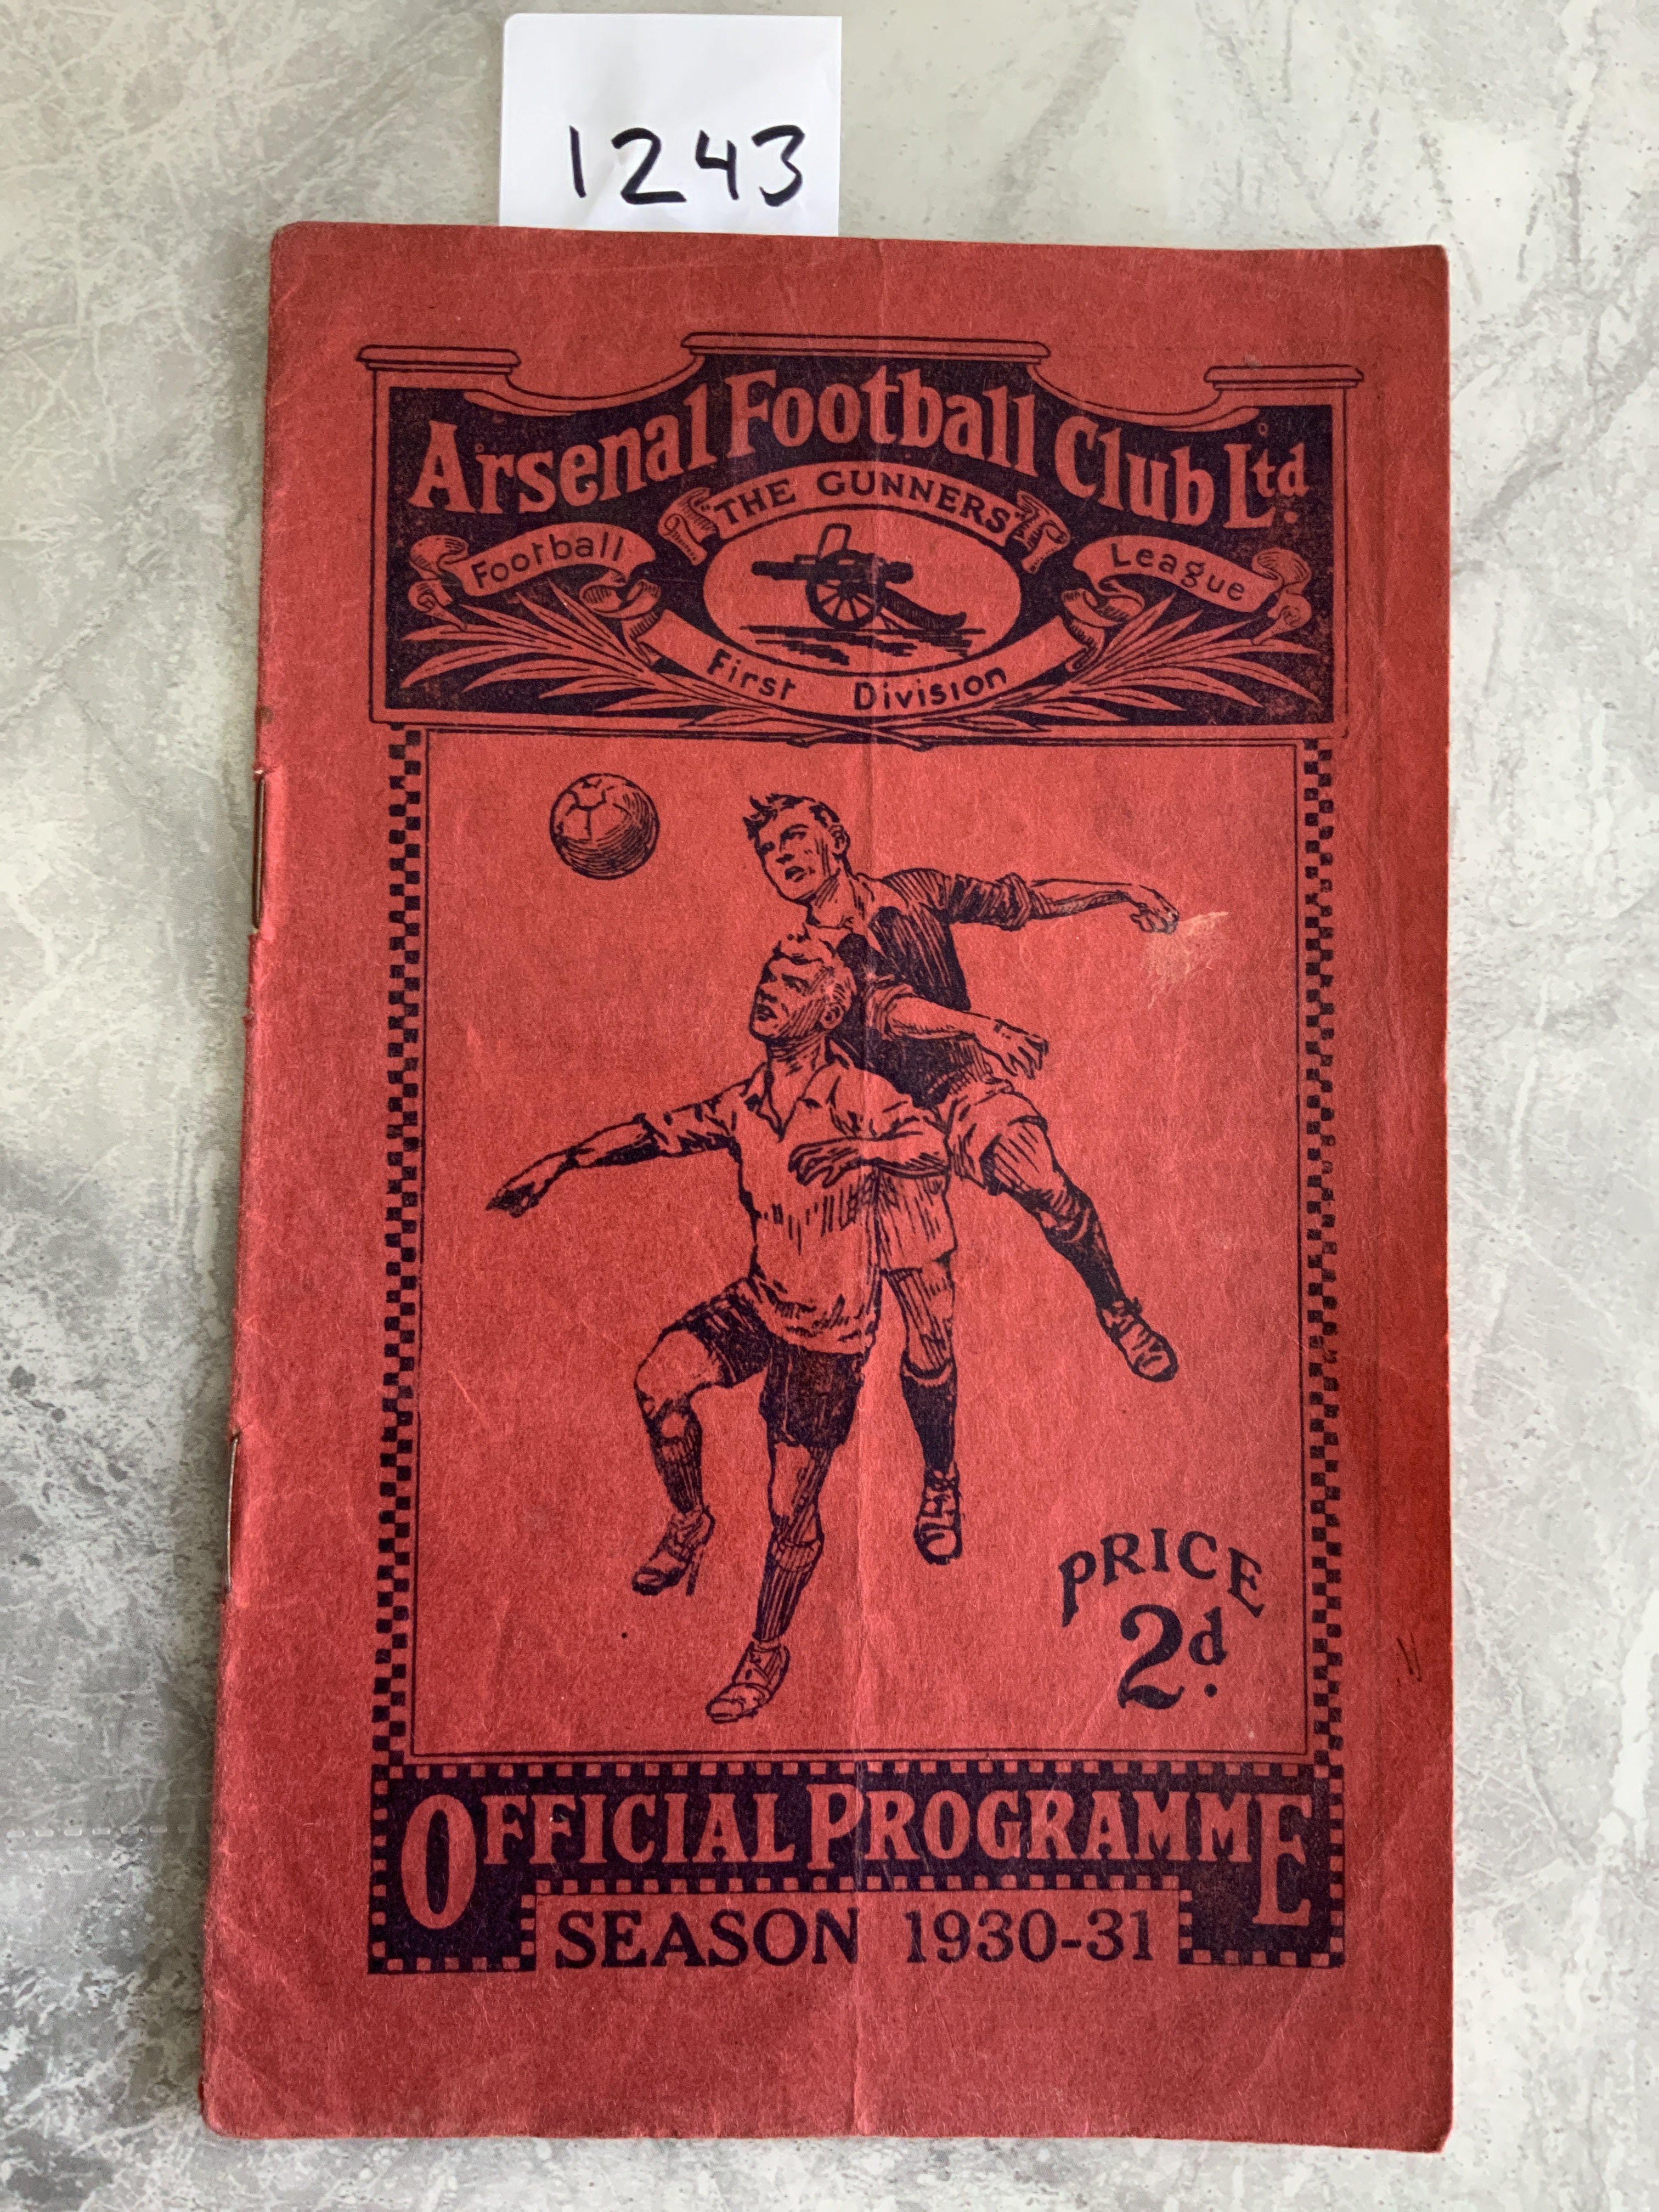 1243
Arsenal Football Club Ltd.
"THE GUNNERS"
Football League
First Division
PRICE
2d.
OFFICIAL PROGRAMME
SEASON 1930-31